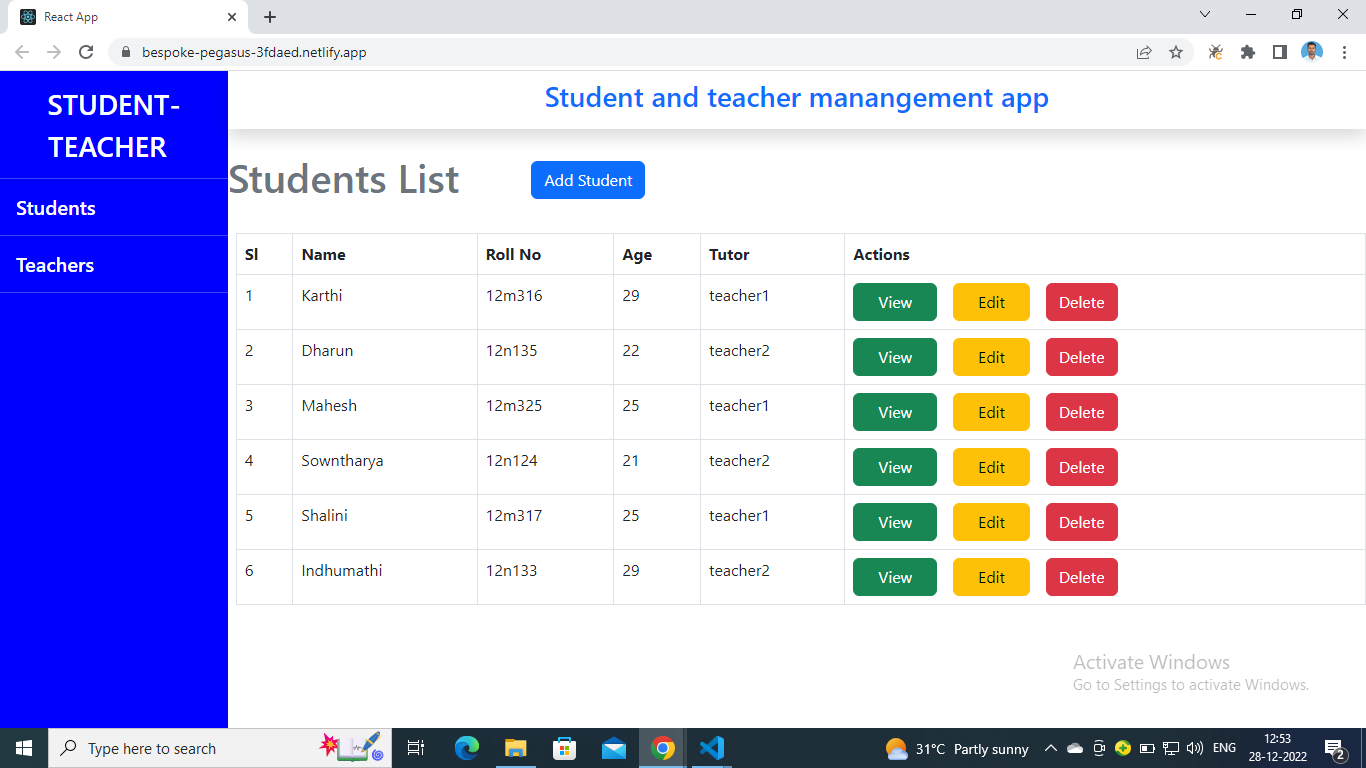 React App
bespoke-pegasus-3fdaed.netlify.app
STUDENT-
TEACHER
Students
Teachers
Student and teacher manangement app
Students List Add Student
Sl Name Roll No Age Tutor Actions
1 Karthi 12m316 29 teacher1 View Edit Delete
2 Dharun 12n135 22 teacher2 View Edit Delete
3 Mahesh 12m325 25 teacher1 View Edit Delete
4 Sowntharya 12n124 21 teacher2 View Edit Delete
5 Shalini 12m317 25 teacher1 View Edit Delete
6 Indhumathi 12n133 29 teacher2 View Edit Delete
Activate Windows
Go to Settings to activate Windows.
Type here to search
31°C Partly sunny
ENG
12:53
28-12-2022
2